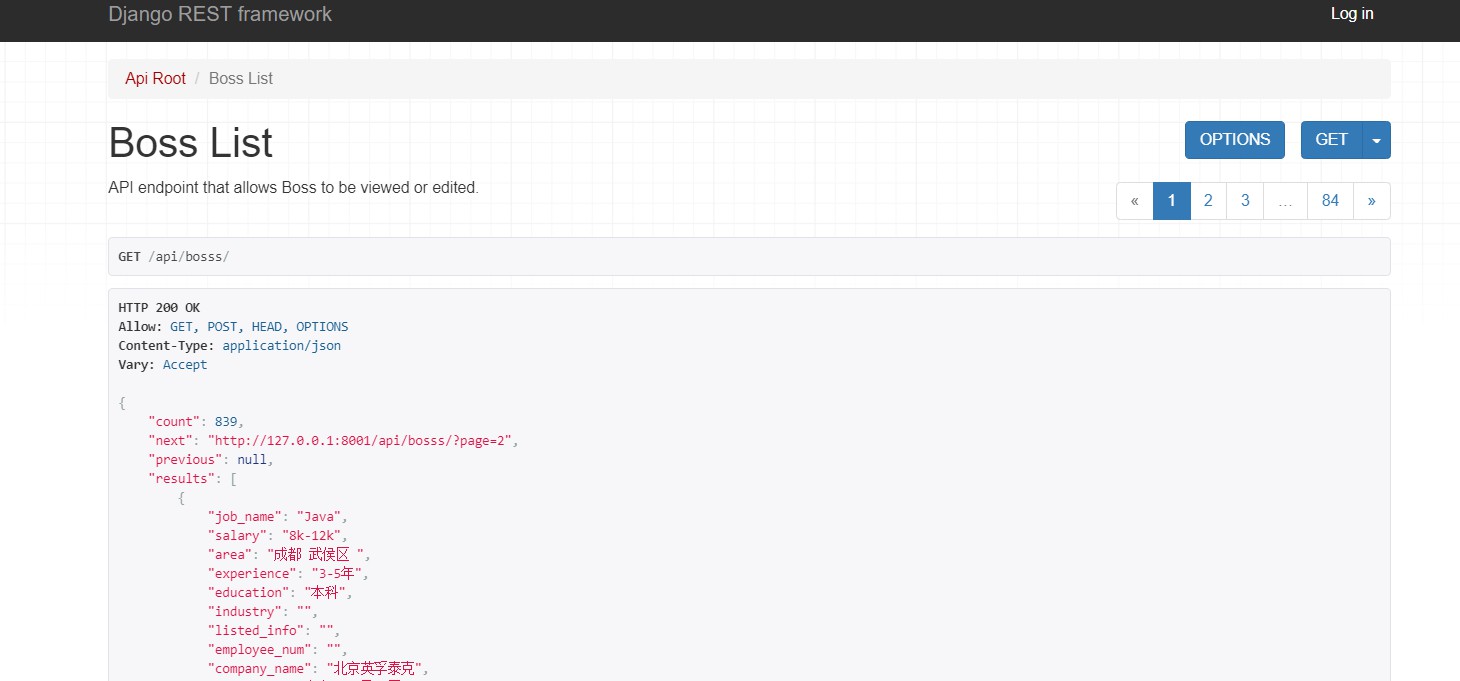 Django REST framework
Log in
Api Root / Boss List
Boss List
OPTIONS
GET
API endpoint that allows Boss to be viewed or edited.
« 1 2 3 … 84 »
GET /api/bosss/
HTTP 200 OK
Allow: GET, POST, HEAD, OPTIONS
Content-Type: application/json
Vary: Accept
{
"count": 839,
"next": "http://127.0.0.1:8001/api/bosss/?page=2",
"previous": null,
"results": [
{
"job_name": "Java",
"salary": "8k-12k",
"area": "成都 武侯区 ",
"experience": "3-5年",
"education": "本科",
"industry": "",
"listed_info": "",
"employee_num": "",
"company_name": "北京英孚泰克",